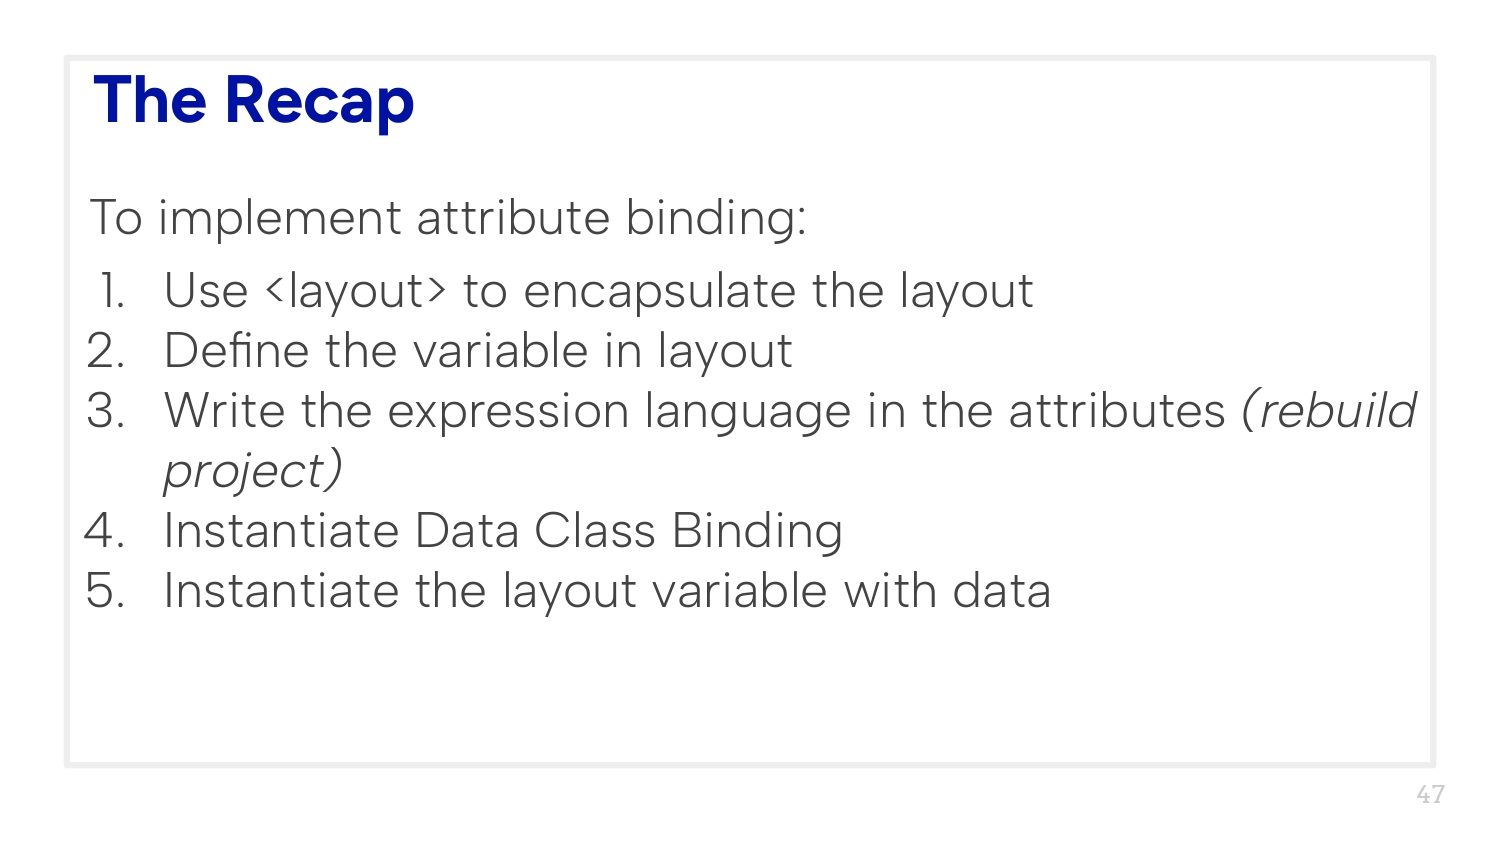 The Recap
To implement attribute binding:
1. Use <layout> to encapsulate the layout
2. Define the variable in layout
3. Write the expression language in the attributes (rebuild
project)
4. Instantiate Data Class Binding
5. Instantiate the layout variable with data
47